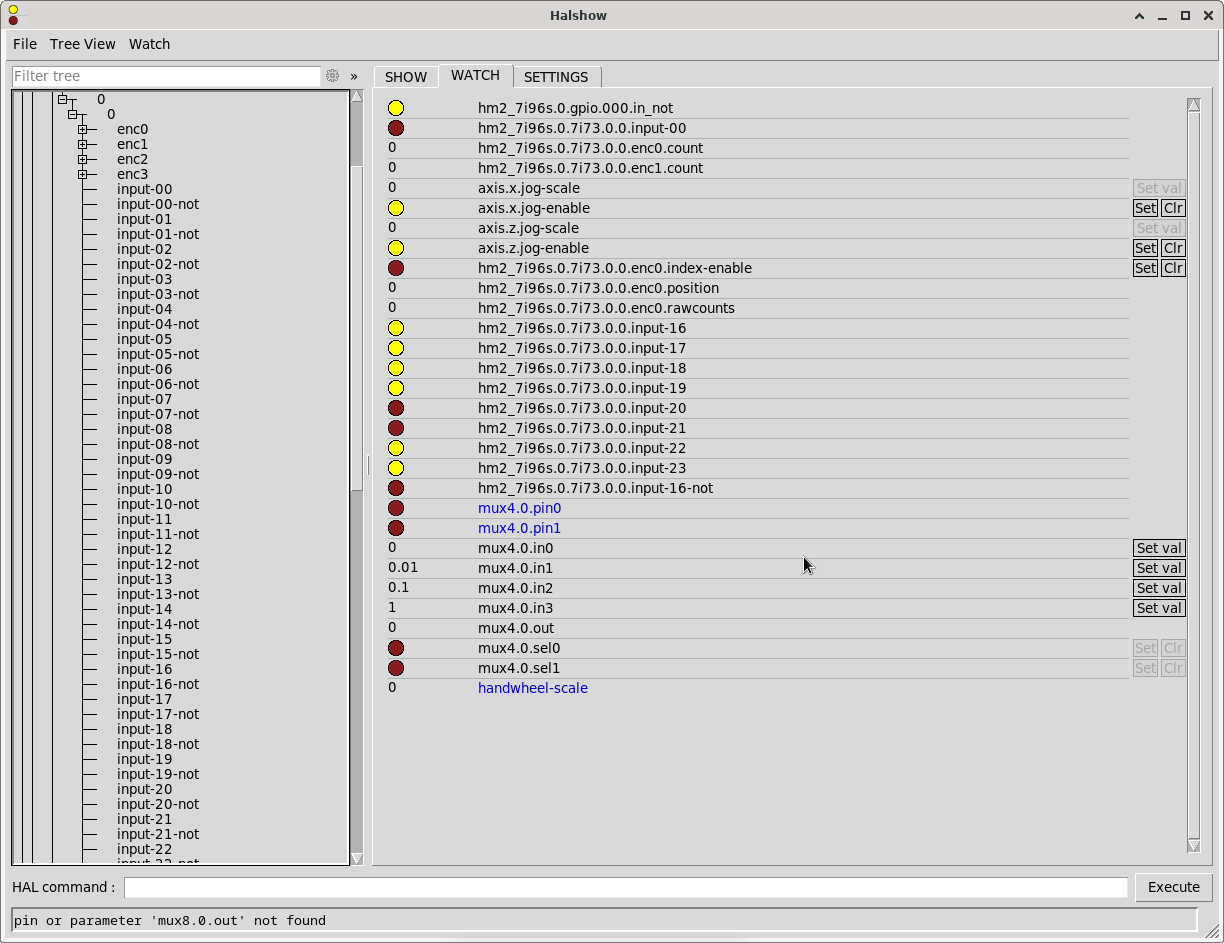 Halshow
File Tree View Watch
Filter tree »
0
0
enc0
enc1
enc2
enc3
input-00
input-00-not
input-01
input-01-not
input-02
input-02-not
input-03
input-03-not
input-04
input-04-not
input-05
input-05-not
input-06
input-06-not
input-07
input-07-not
input-08
input-08-not
input-09
input-09-not
input-10
input-10-not
input-11
input-11-not
input-12
input-12-not
input-13
input-13-not
input-14
input-14-not
input-15
input-15-not
input-16
input-16-not
input-17
input-17-not
input-18
input-18-not
input-19
input-19-not
input-20
input-20-not
input-21
input-21-not
input-22
SHOW WATCH SETTINGS
hm2_7i96s.0.gpio.000.in_not
hm2_7i96s.0.7i73.0.0.input-00
0 hm2_7i96s.0.7i73.0.0.enc0.count
0 hm2_7i96s.0.7i73.0.0.enc1.count
0 axis.x.jog-scale Set val
axis.x.jog-enable Set Clr
0 axis.z.jog-scale Set val
axis.z.jog-enable Set Clr
hm2_7i96s.0.7i73.0.0.enc0.index-enable Set Clr
0 hm2_7i96s.0.7i73.0.0.enc0.position
0 hm2_7i96s.0.7i73.0.0.enc0.rawcounts
hm2_7i96s.0.7i73.0.0.input-16
hm2_7i96s.0.7i73.0.0.input-17
hm2_7i96s.0.7i73.0.0.input-18
hm2_7i96s.0.7i73.0.0.input-19
hm2_7i96s.0.7i73.0.0.input-20
hm2_7i96s.0.7i73.0.0.input-21
hm2_7i96s.0.7i73.0.0.input-22
hm2_7i96s.0.7i73.0.0.input-23
hm2_7i96s.0.7i73.0.0.input-16-not
mux4.0.pin0
mux4.0.pin1
0 mux4.0.in0 Set val
0.01 mux4.0.in1 Set val
0.1 mux4.0.in2 Set val
1 mux4.0.in3 Set val
0 mux4.0.out
mux4.0.sel0 Set Clr
mux4.0.sel1 Set Clr
0 handwheel-scale
HAL command : Execute
pin or parameter 'mux8.0.out' not found